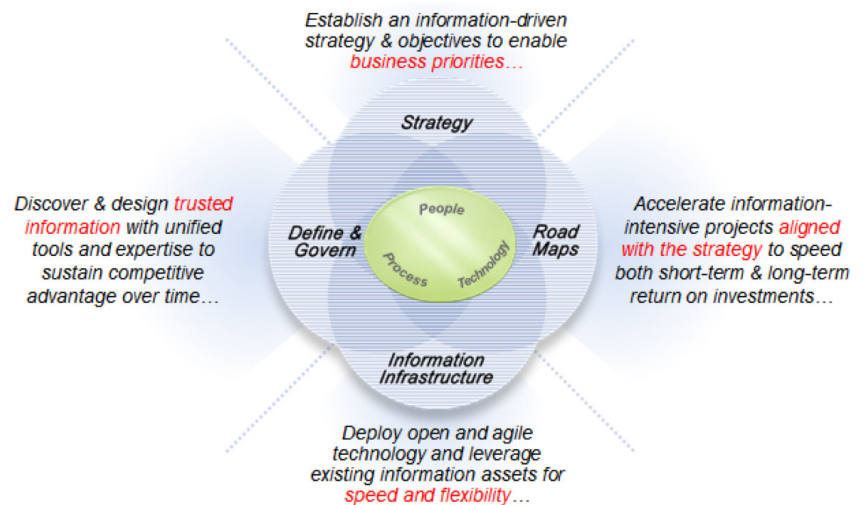 Establish an information-driven
strategy & objectives to enable
business priorities…
Strategy
Discover & design trusted
information with unified
tools and expertise to
sustain competitive
advantage over time…
Define &
Govern
People
Process
Technology
Road
Maps
Accelerate information-
intensive projects aligned
with the strategy to speed
both short-term & long-term
return on investments…
Information
Infrastructure
Deploy open and agile
technology and leverage
existing information assets for
speed and flexibility…